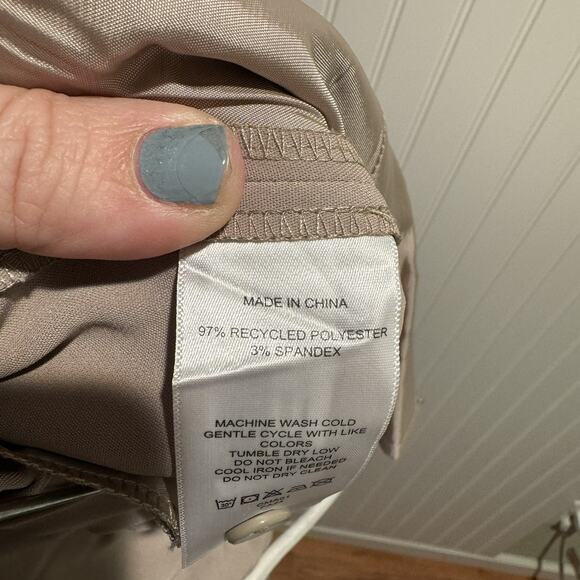 MADE IN CHINA
97% RECYCLED POLYESTER
3% SPANDEX
MACHINE WASH COLD
GENTLE CYCLE WITH LIKE
COLORS
TUMBLE DRY LOW
DO NOT BLEACH
COOL IRON IF NEEDED
DO NOT DRY CLEAN